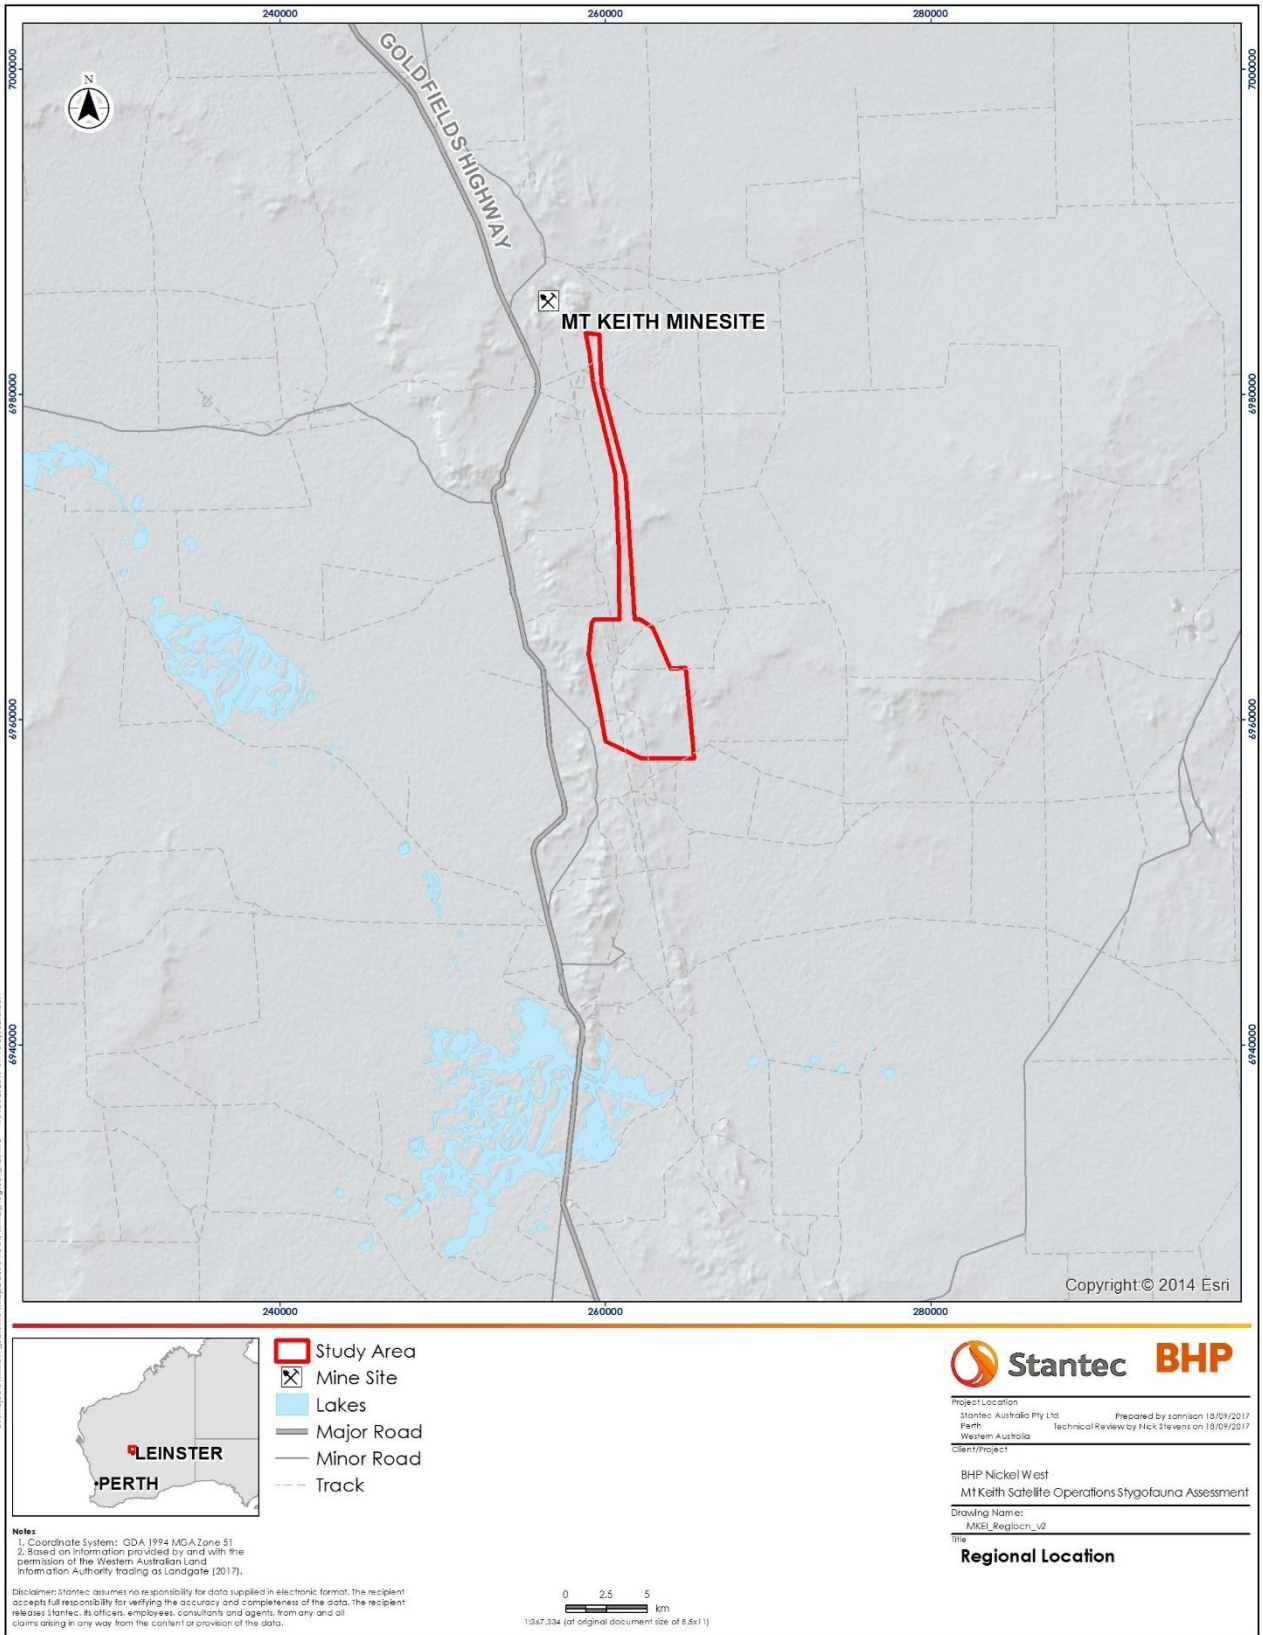 240000
260000
280000
7000000
7000000
N
GOLDFIELDS HIGHWAY
MT KEITH MINESITE
6980000
6980000
6960000
6960000
6940000
6940000
Copyright:© 2014 Esri
240000
260000
280000
LEINSTER
PERTH
Study Area
Mine Site
Lakes
Major Road
Minor Road
Track
Stantec
BHP
Project Location
Stantec Australia Pty Ltd
Perth
Western Australia
Prepared by sannison 18/09/2017
Technical Review by Nick Stevens on 18/09/2017
Client/Project
BHP Nickel West
Mt Keith Satellite Operations Stygofauna Assessment
Drawing Name:
MKEI_Reglocn_v2
Title
Regional Location
Notes
1. Coordinate System: GDA 1994 MGA Zone 51
2. Based on information provided by and with the
permission of the Western Australian Land
Information Authority trading as Landgate (2017).
Disclaimer: Stantec assumes no responsibility for data supplied in electronic format. The recipient
accepts full responsibility for verifying the accuracy and completeness of the data. The recipient
releases Stantec, its officers, employees, consultants and agents, from any and all
claims arising in any way from the content or provision of the data.
0 2.5 5
km
1:367,334 (at original document size of 8.5x11)